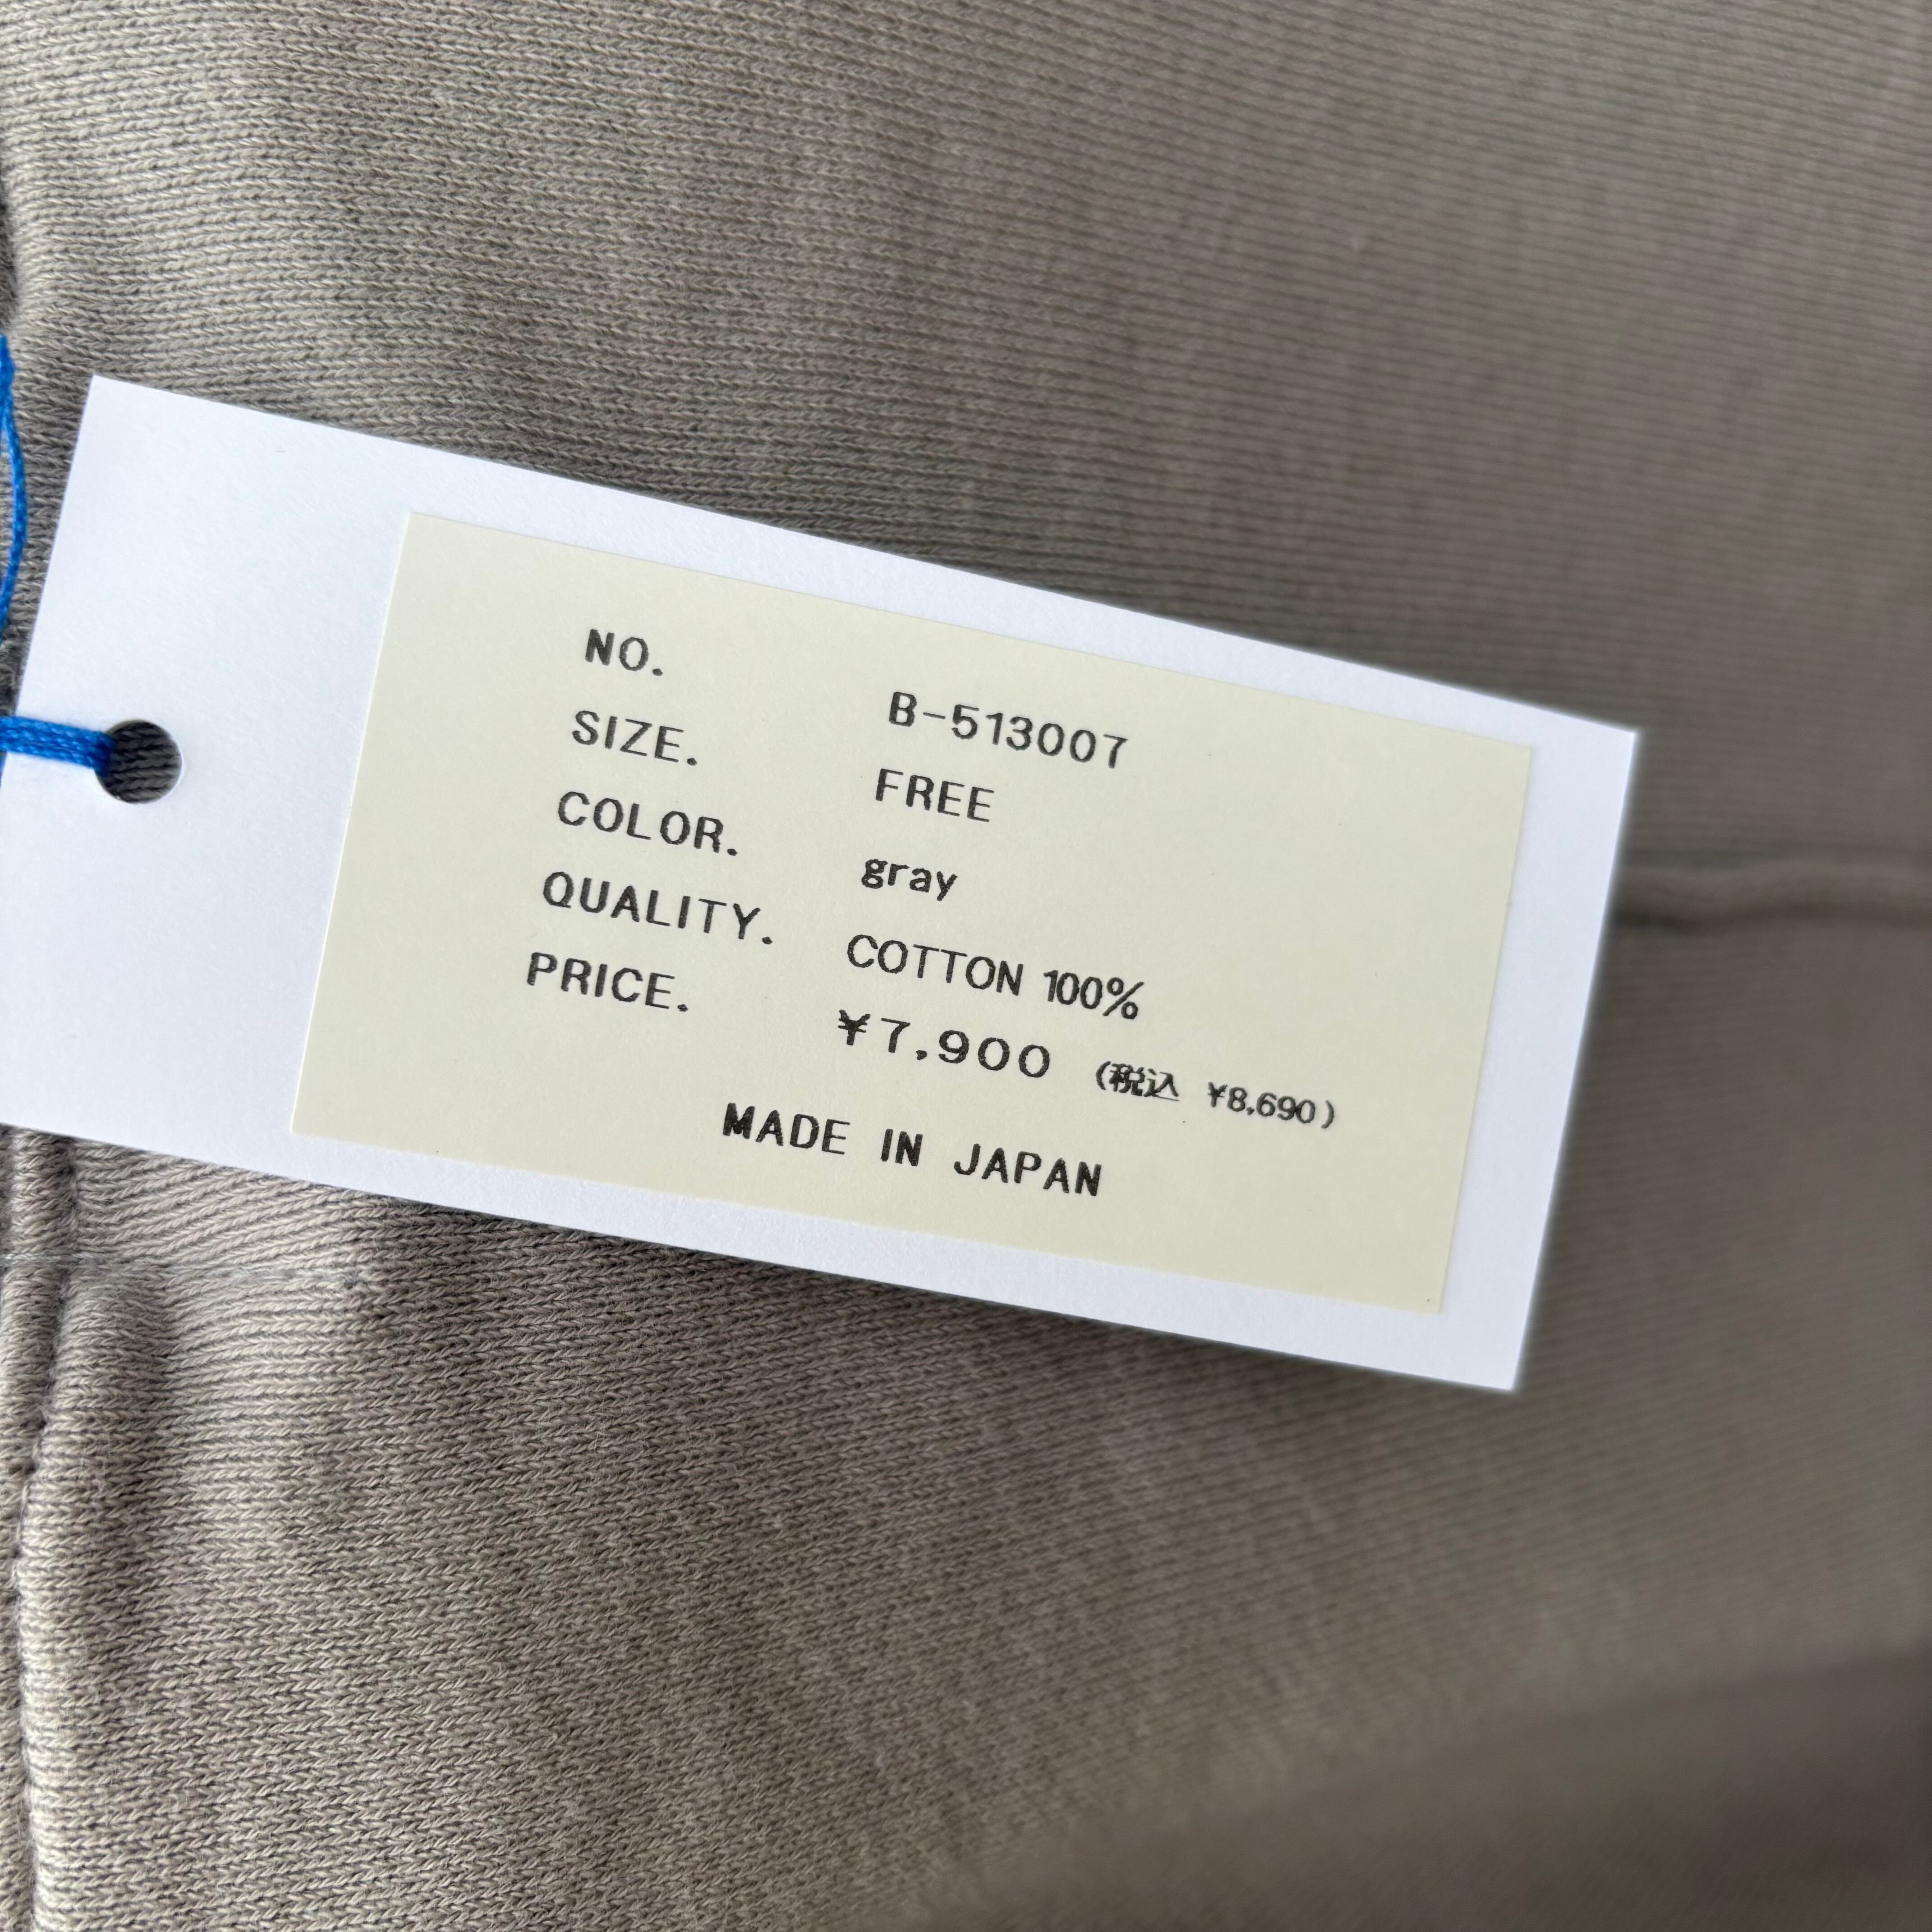 NO. B-513007
SIZE. FREE
COLOR. gray
QUALITY. COTTON 100%
PRICE. ¥7,900 (税込 ¥8,690)
MADE IN JAPAN